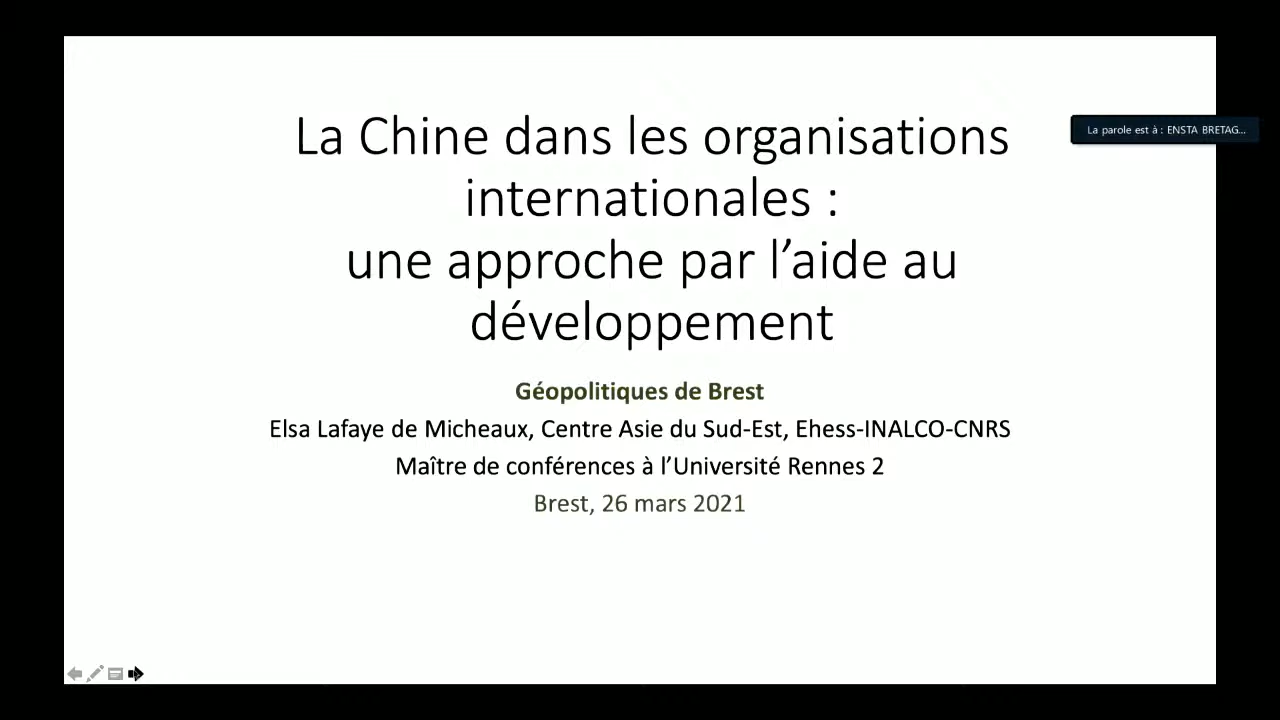 La Chine dans les organisations
internationales :
une approche par l’aide au
développement
La parole est à : ENSTA BRETAG...
Géopolitiques de Brest
Elsa Lafaye de Micheaux, Centre Asie du Sud-Est, Ehess-INALCO-CNRS
Maître de conférences à l’Université Rennes 2
Brest, 26 mars 2021